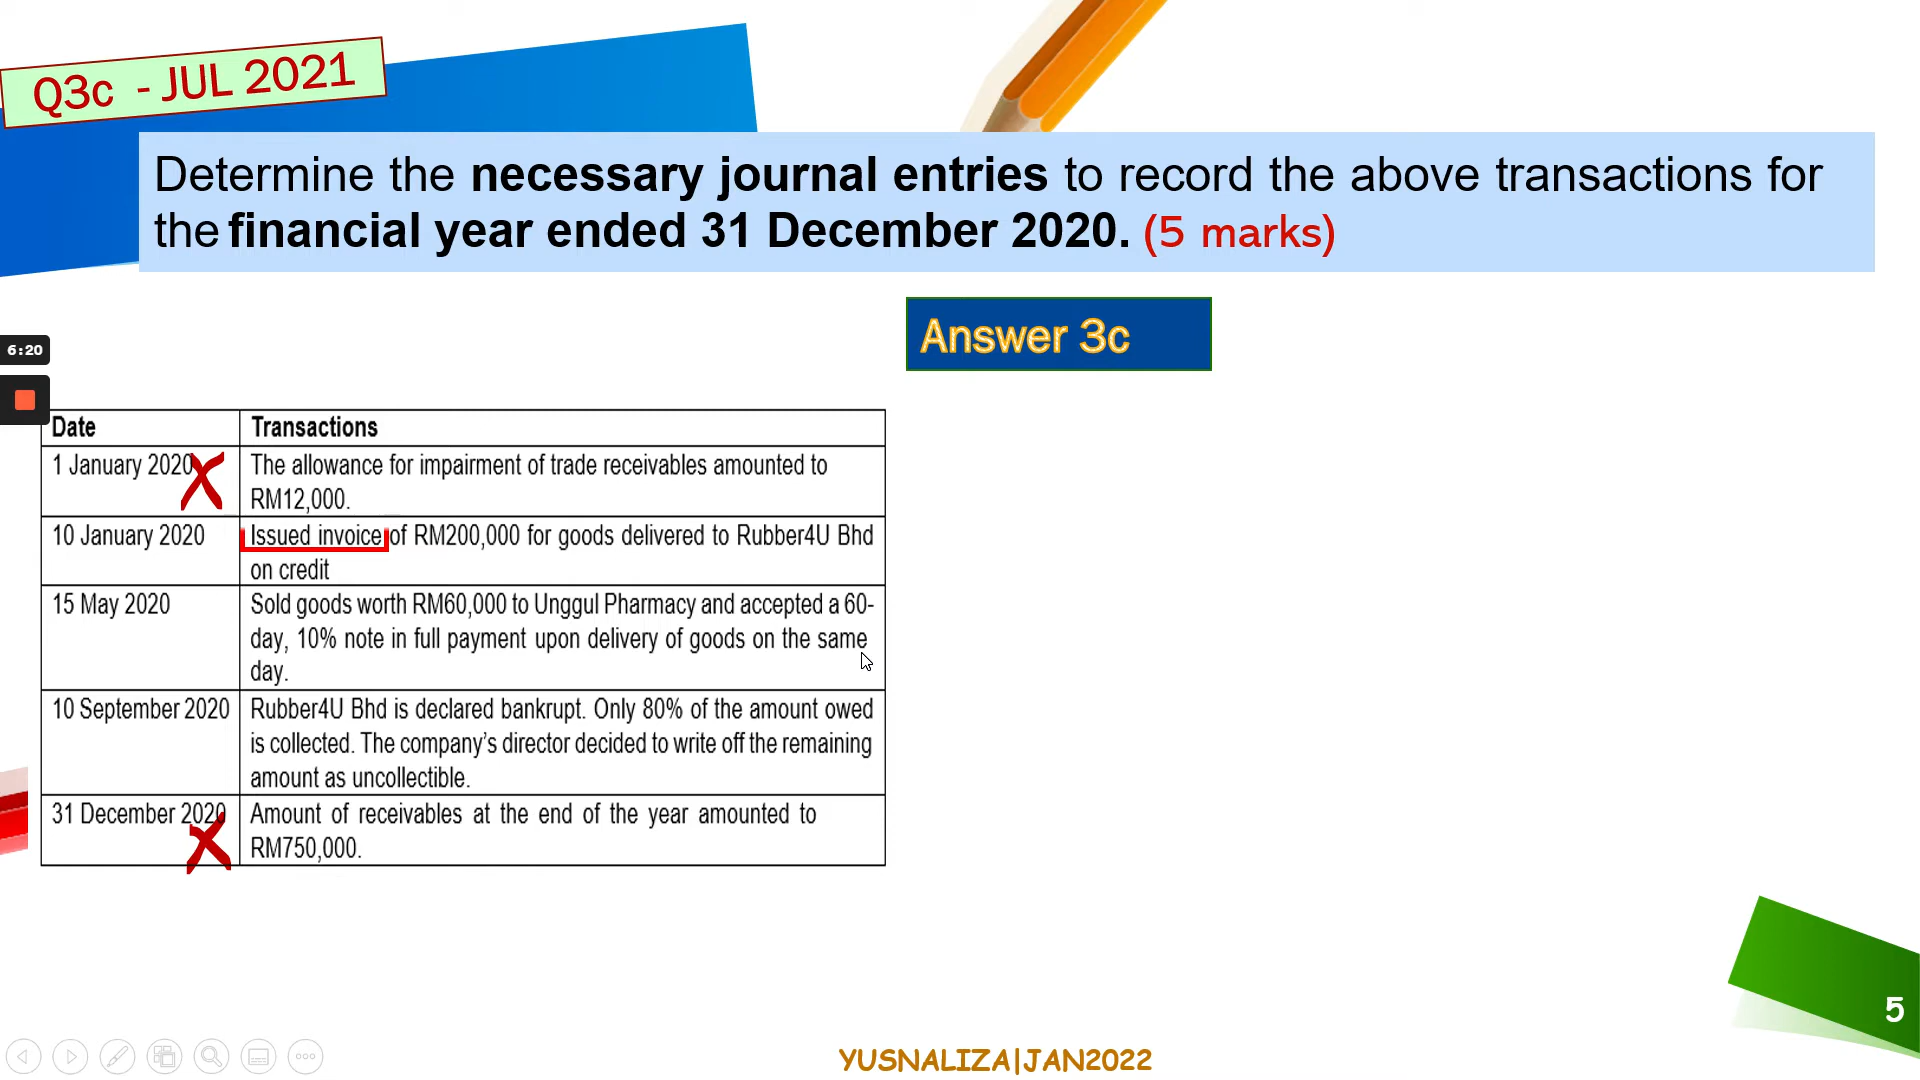 Q3c - JUL 2021
Determine the necessary journal entries to record the above transactions for
the financial year ended 31 December 2020. (5 marks)
Answer 3c
6:20
Date Transactions
1 January 2020 The allowance for impairment of trade receivables amounted to
RM12,000.
10 January 2020 Issued invoice of RM200,000 for goods delivered to Rubber4U Bhd
on credit
15 May 2020 Sold goods worth RM60,000 to Unggul Pharmacy and accepted a 60-
day, 10% note in full payment upon delivery of goods on the same
day.
10 September 2020 Rubber4U Bhd is declared bankrupt. Only 80% of the amount owed
is collected. The company's director decided to write off the remaining
amount as uncollectible.
31 December 2020 Amount of receivables at the end of the year amounted to
RM750,000.
5
YUSNALIZA|JAN2022